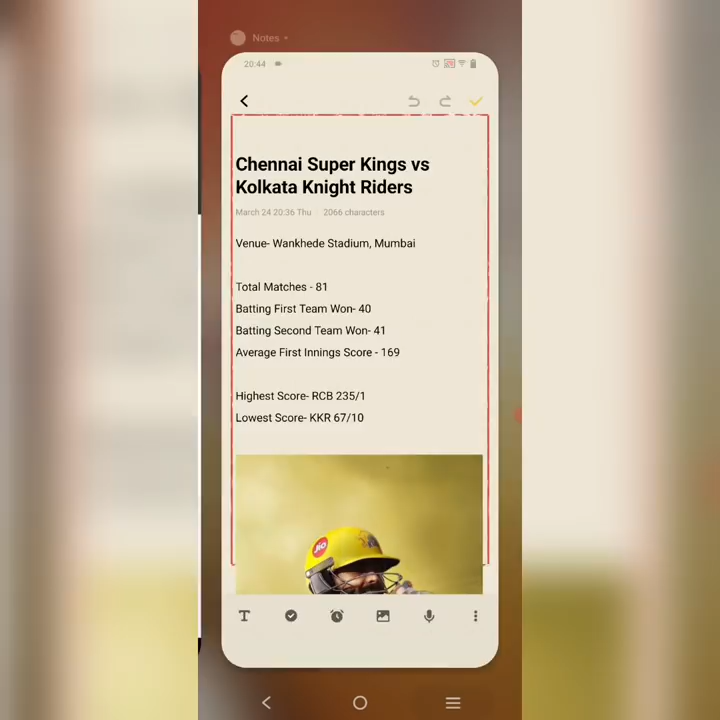 Notes
20:44
Chennai Super Kings vs
Kolkata Knight Riders
March 24 20:36 Thu
2066 characters
Venue- Wankhede Stadium, Mumbai
Total Matches - 81
Batting First Team Won- 40
Batting Second Team Won- 41
Average First Innings Score - 169
Highest Score- RCB 235/1
Lowest Score- KKR 67/10
Jio
T